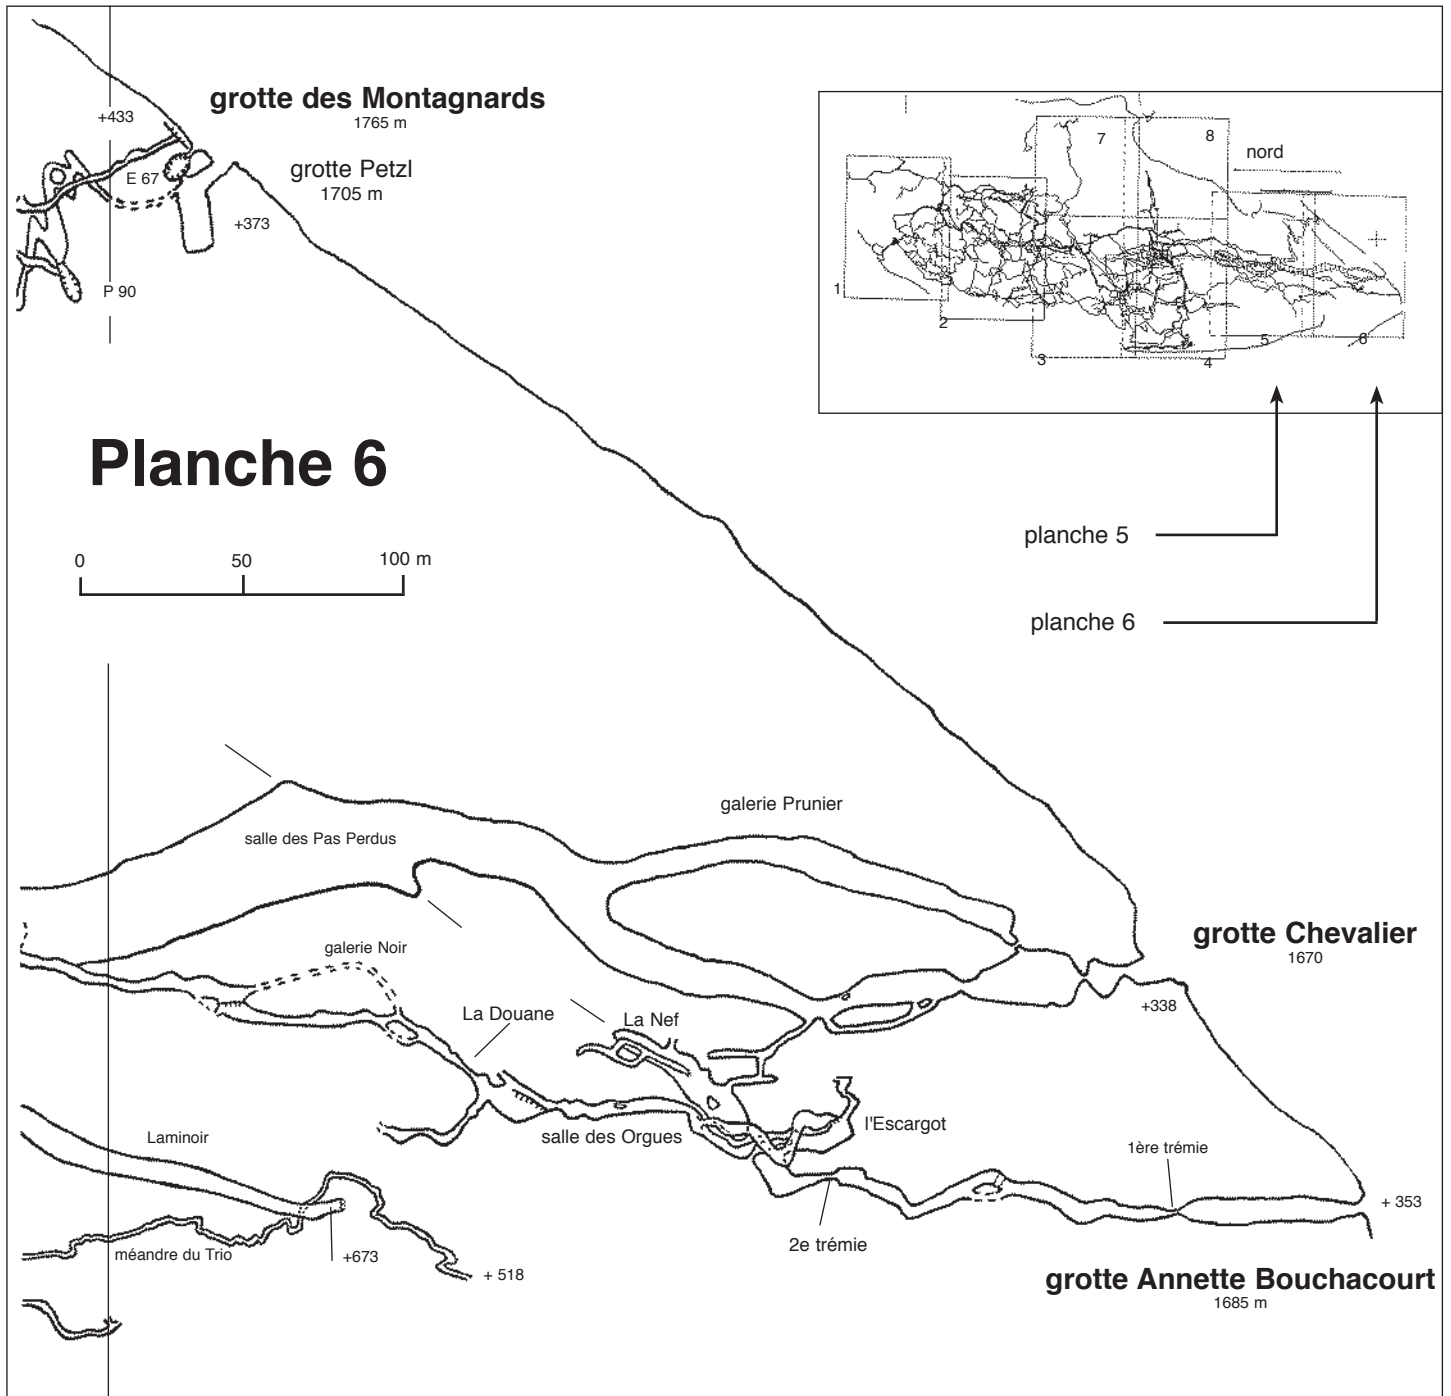 +433
grotte des Montagnards
1765 m
grotte Petzl
1705 m
E 67
+373
P 90
7
8
nord
1
2
3
4
5
6
Planche 6
0 50 100 m
planche 5
planche 6
galerie Prunier
salle des Pas Perdus
galerie Noir
grotte Chevalier
1670
+338
La Douane
La Nef
l'Escargot
salle des Orgues
Laminoir
1ère trémie
+ 353
méandre du Trio
+673
+ 518
2e trémie
grotte Annette Bouchacourt
1685 m